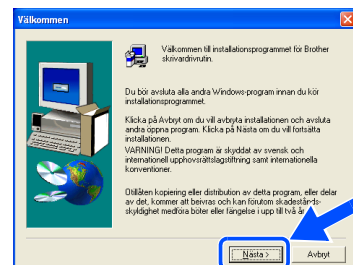 Välkommen
Välkommen till installationsprogrammet för Brother
skrivardrivrutin.
Du bör avsluta alla andra Windows-program innan du kör
installationsprogrammet.
Klicka på Avbryt om du vill avbryta installationen och avsluta
andra öppna program. Klicka på Nästa om du vill fortsätta
installationen.
VARNING! Detta program är skyddat av svensk och
internationell upphovsrättslagstiftning samt internationella
konventioner.
Otillåten kopiering eller distribution av detta program, eller delar
av det, kommer att beivras och kan förutom skadestånds-
skyldighet medföra böter eller fängelse i upp till två år.
Nästa >
Avbryt